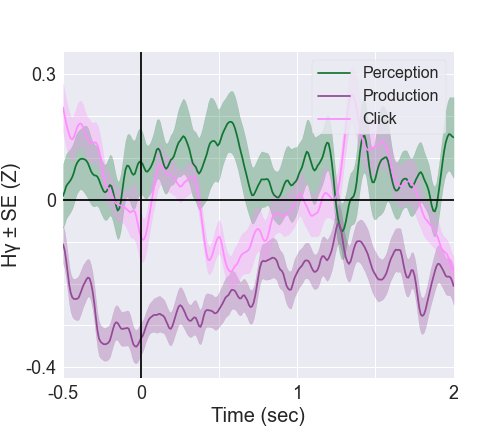 Perception
Production
Click
Hγ ± SE (Z)
0.3
0
-0.4
-0.5
0
1
2
Time (sec)